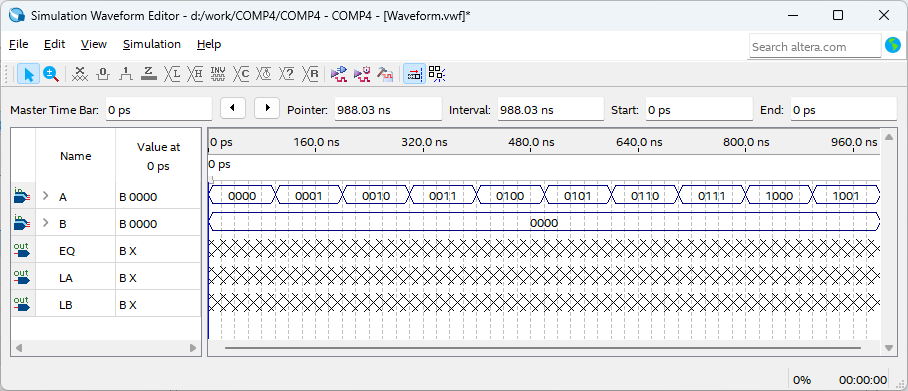 Simulation Waveform Editor - d:/work/COMP4/COMP4 - COMP4 - [Waveform.vwf]*
File Edit View Simulation Help
Search altera.com
Master Time Bar: 0 ps Pointer: 988.03 ns Interval: 988.03 ns Start: 0 ps End: 0 ps
Name Value at 0 ps
0 ps 160.0 ns 320.0 ns 480.0 ns 640.0 ns 800.0 ns 960.0 ns
0 ps
in A B 0000 0000 0001 0010 0011 0100 0101 0110 0111 1000 1001
in B B 0000 0000
out EQ B X
out LA B X
out LB B X
0% 00:00:00